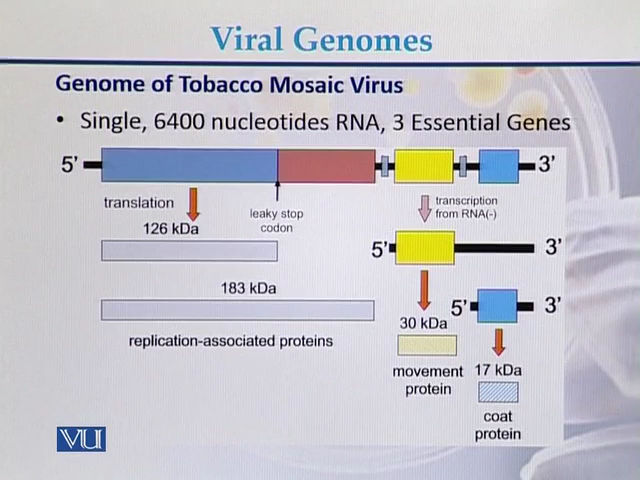 Viral Genomes
Genome of Tobacco Mosaic Virus
• Single, 6400 nucleotides RNA, 3 Essential Genes
5’ 3’
translation
leaky stop
codon
transcription
from RNA(-)
126 kDa
5’ 3’
183 kDa
5’ 3’
30 kDa
replication-associated proteins
movement
protein
17 kDa
coat
protein
VU